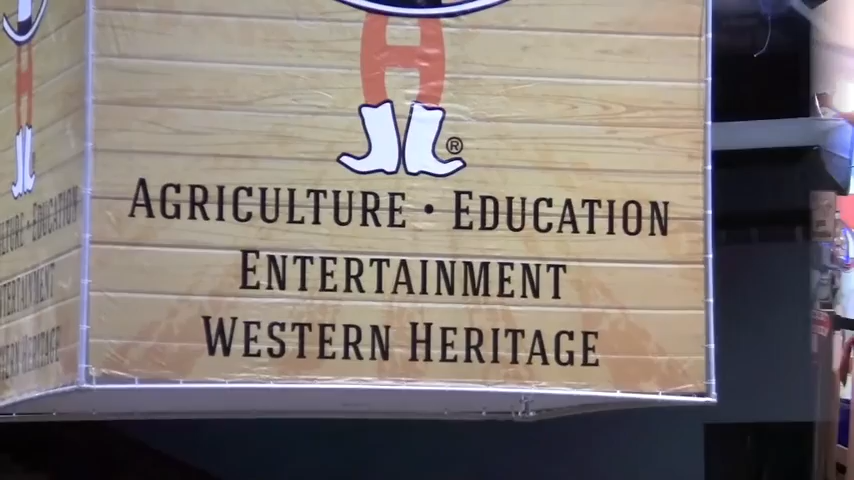 H
®
AGRICULTURE • EDUCATION
ENTERTAINMENT
WESTERN HERITAGE